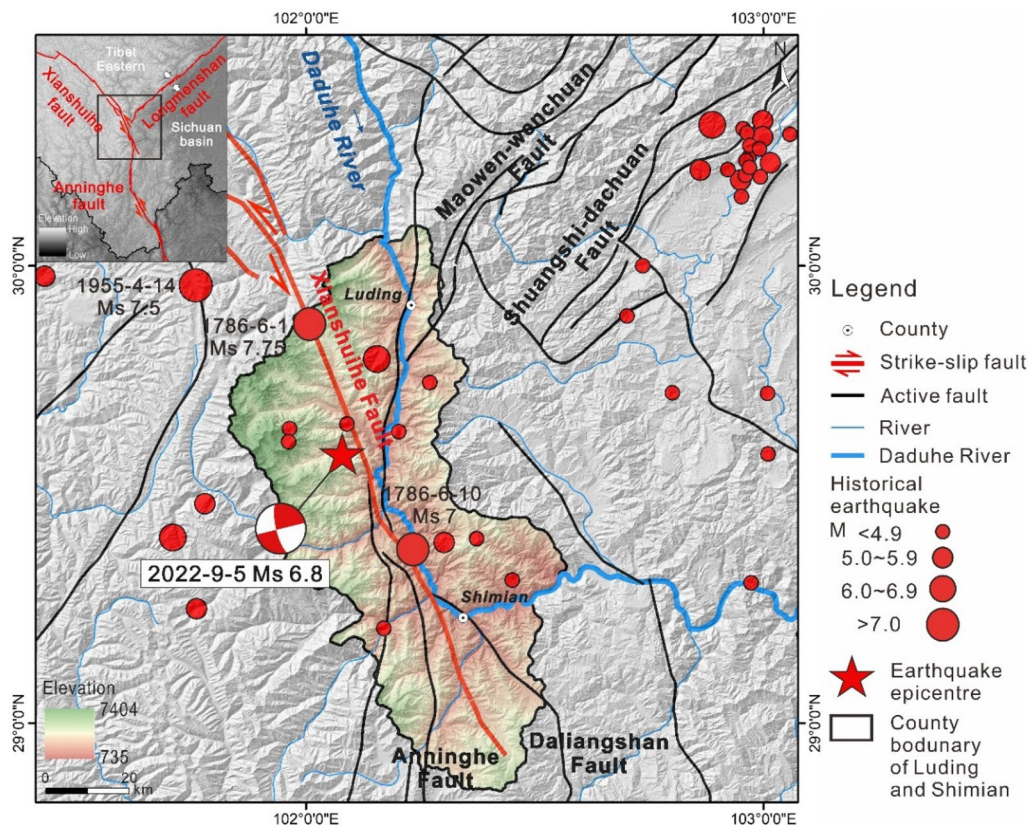 102°0'0"E
103°0'0"E
Tibet
Eastern
Xianshuihe
fault
Longmenshan
fault
Sichuan
basin
Anninghe
fault
Elevation
High
Low
N
Daduhe River
Maowen-wenchuan
Fault
Shuangshi-dachuan
Fault
30°0'0"N
30°0'0"N
1955-4-14
Ms 7.5
Luding
1786-6-1
Ms 7.75
Xianshuihe Fault
1786-6-10
Ms 7
2022-9-5 Ms 6.8
Shimian
29°0'0"N
29°0'0"N
Elevation
7404
735
0 20
km
Anninghe
Fault
Daliangshan
Fault
102°0'0"E
103°0'0"E
Legend
County
Strike-slip fault
Active fault
River
Daduhe River
Historical
earthquake
M
<4.9
5.0~5.9
6.0~6.9
>7.0
Earthquake
epicentre
County
bodunary
of Luding
and Shimian